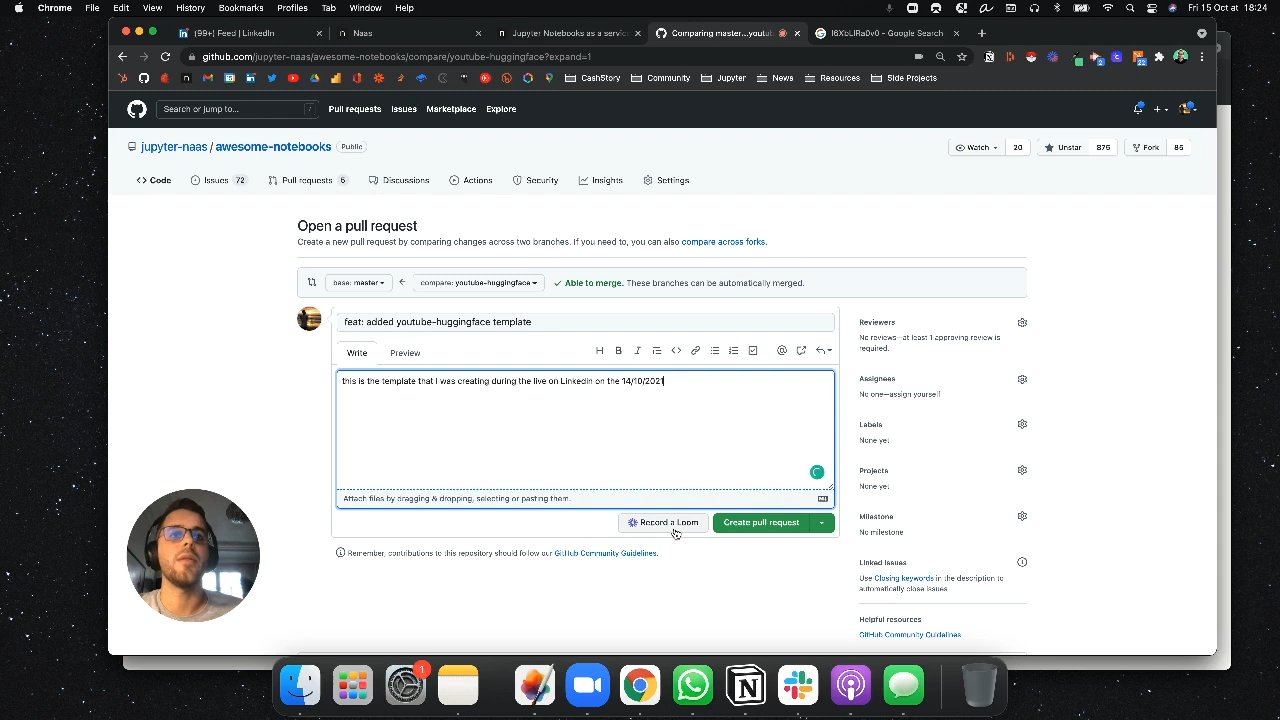 Chrome File Edit View History Bookmarks Profiles Tab Window Help Fri 15 Oct at 18:24
(99+) Feed | LinkedIn
Naas
Jupyter Notebooks as a servic
Comparing master...youtub
l6XbLlRa0v0 - Google Search
github.com/jupyter-naas/awesome-notebooks/compare/youtube-huggingface?expand=1
CashStory Community Jupyter News Resources Side Projects
Search or jump to... / Pull requests Issues Marketplace Explore
jupyter-naas / awesome-notebooks Public
Watch 20 Unstar 875 Fork 85
Code Issues 72 Pull requests 6 Discussions Actions Security Insights Settings
Open a pull request
Create a new pull request by comparing changes across two branches. If you need to, you can also compare across forks.
base: master compare: youtube-huggingface Able to merge. These branches can be automatically merged.
feat: added youtube-huggingface template
Write Preview
this is the template that I was creating during the live on Linkedin on the 14/10/2021
Attach files by dragging & dropping, selecting or pasting them.
Record a Loom Create pull request
Remember, contributions to this repository should follow our GitHub Community Guidelines.
Reviewers
No reviews—at least 1 approving review is
required.
Assignees
No one—assign yourself
Labels
None yet
Projects
None yet
Milestone
No milestone
Linked issues
Use Closing keywords in the description to
automatically close issues
Helpful resources
GitHub Community Guidelines
1